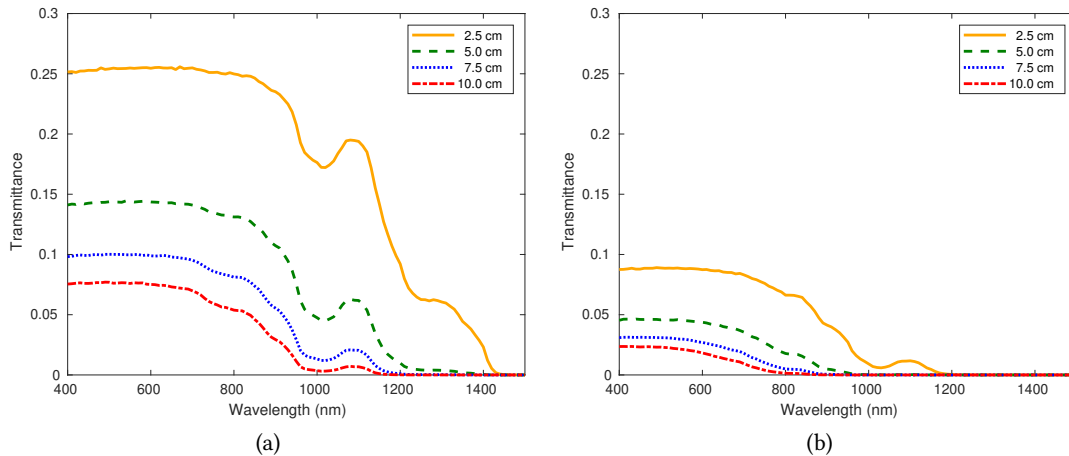 0.3
0.25
0.2
0.15
0.1
0.05
0
Transmittance
400 600 800 1000 1200 1400
Wavelength (nm)
2.5 cm
5.0 cm
7.5 cm
10.0 cm
(a)
0.3
0.25
0.2
0.15
0.1
0.05
0
Transmittance
400 600 800 1000 1200 1400
Wavelength (nm)
2.5 cm
5.0 cm
7.5 cm
10.0 cm
(b)